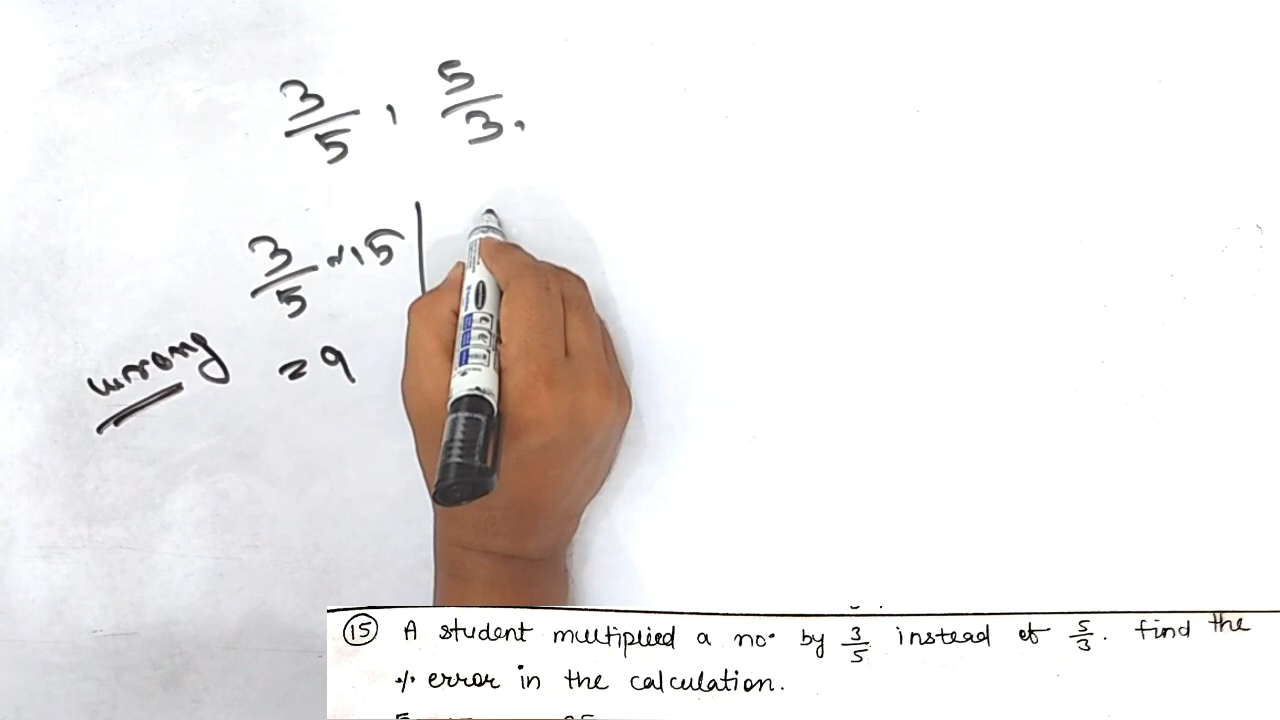 3/5 , 5/3.
3/5 × 15
= 9
wrong
15 A student multiplied a no. by 3/5 instead of 5/3. find the
% error in the calculation.